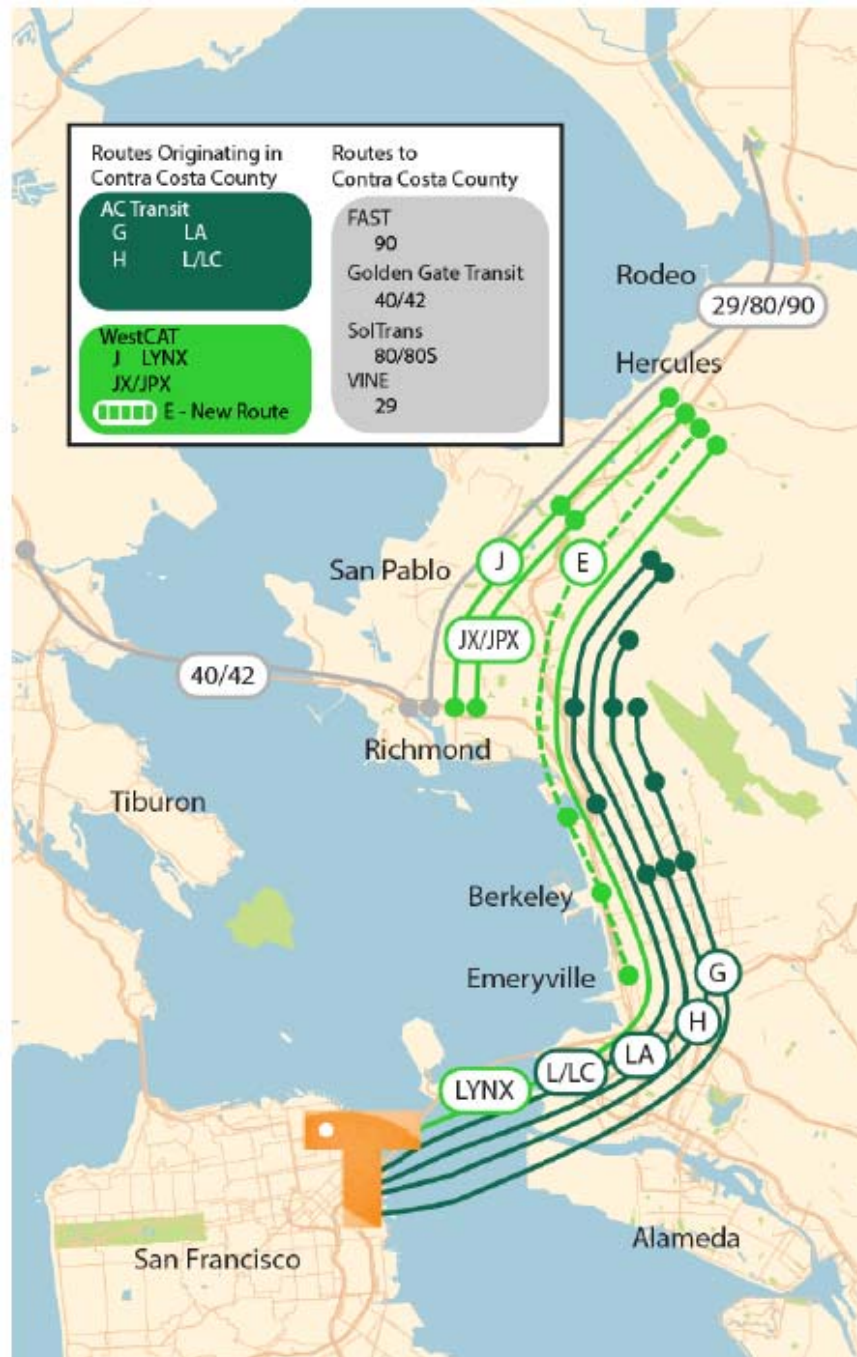 Routes Originating in
Contra Costa County
AC Transit
G LA
H L/LC
WestCAT
J LYNX
JX/JPX
E - New Route
Routes to
Contra Costa County
FAST
90
Golden Gate Transit
40/42
SolTrans
80/80S
VINE
29
Rodeo
29/80/90
Hercules
San Pablo
J
E
JX/JPX
40/42
Richmond
Tiburon
Berkeley
Emeryville
G
H
LA
L/LC
LYNX
San Francisco
Alameda